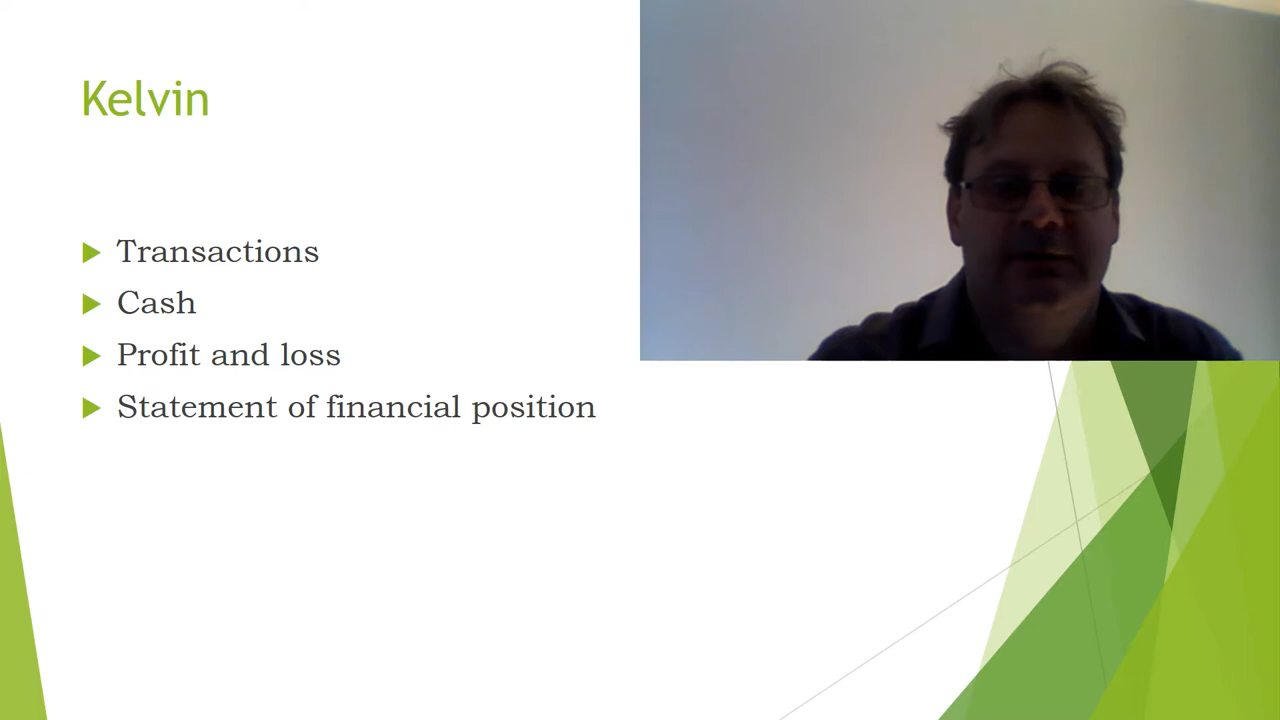 Kelvin
Transactions
Cash
Profit and loss
Statement of financial position